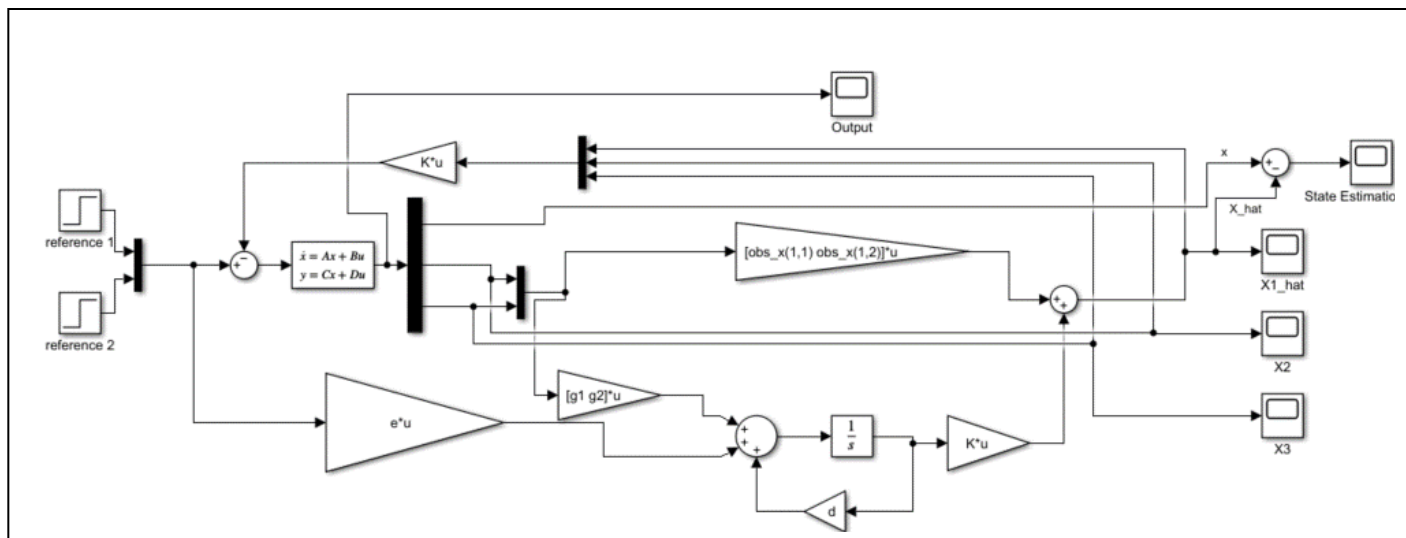 Output
K*u
x
State Estimatio
reference 1
X_hat
ẋ = Ax + Bu
y = Cx + Du
[obs_x(1,1) obs_x(1,2)]*u
X1_hat
reference 2
X2
[g1 g2]*u
e*u
1
s
K*u
X3
d